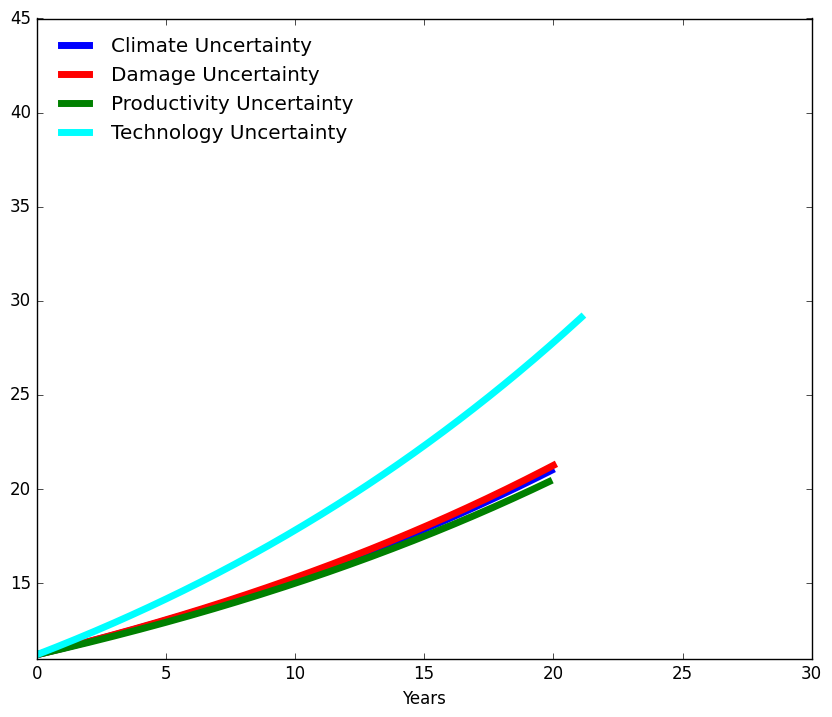 45
Climate Uncertainty
Damage Uncertainty
Productivity Uncertainty
Technology Uncertainty
40
35
30
25
20
15
0 5 10 15 20 25 30
Years